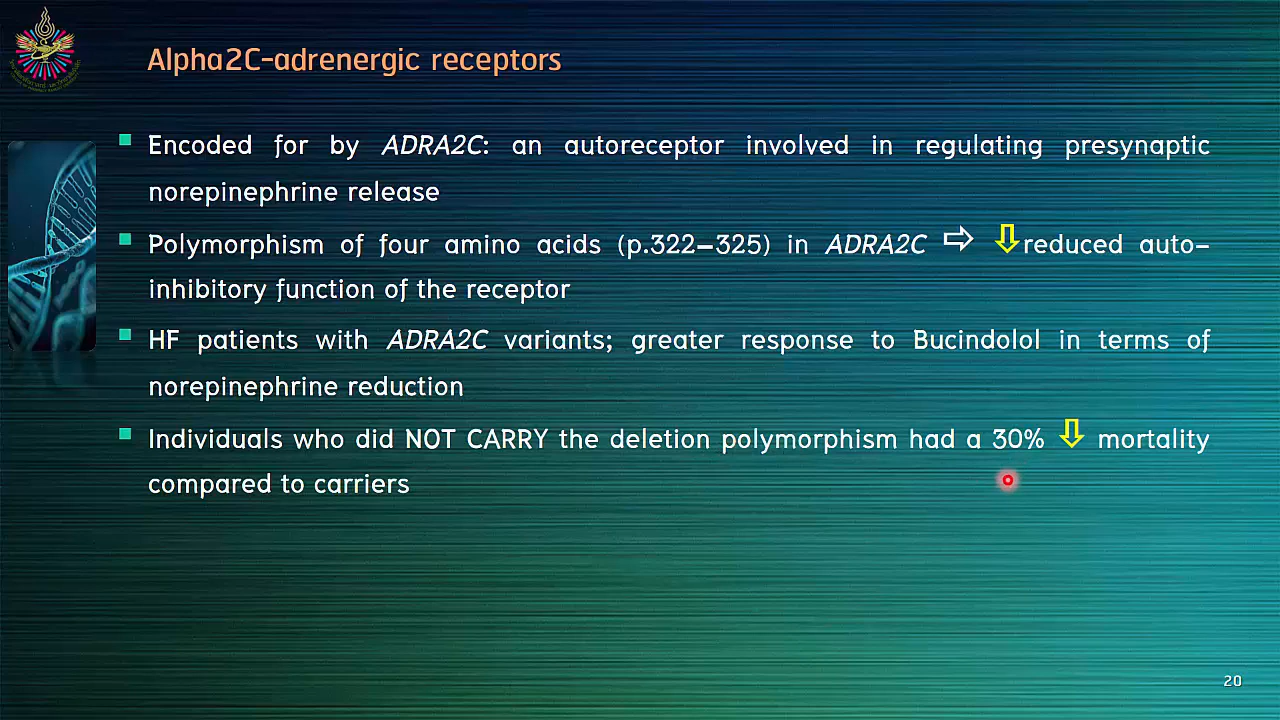 Alpha2C-adrenergic receptors
Encoded for by ADRA2C: an autoreceptor involved in regulating presynaptic
norepinephrine release
Polymorphism of four amino acids (p.322–325) in ADRA2C ⇨ ⇩reduced auto-
inhibitory function of the receptor
HF patients with ADRA2C variants; greater response to Bucindolol in terms of
norepinephrine reduction
Individuals who did NOT CARRY the deletion polymorphism had a 30% ⇩ mortality
compared to carriers
20